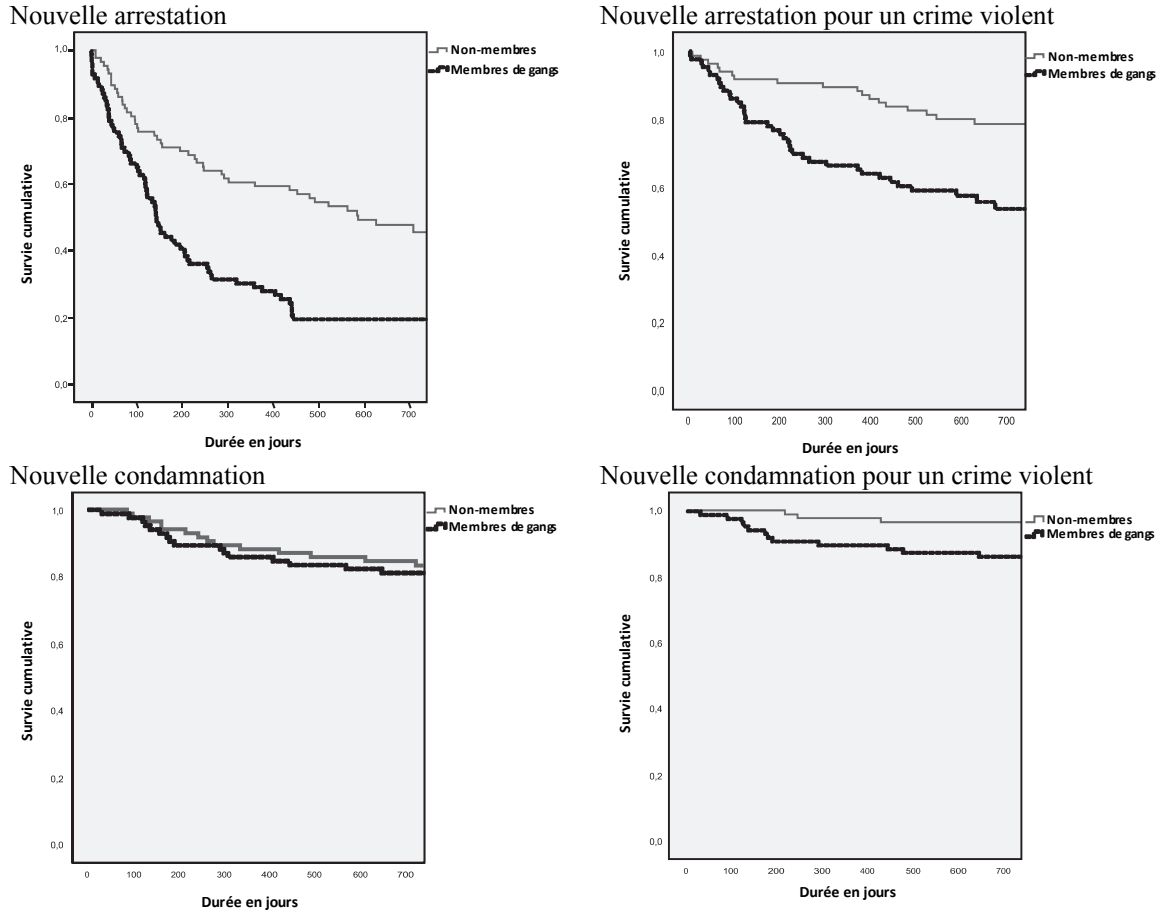 Nouvelle arrestation
1,0
0,8
0,6
0,4
0,2
0,0
Survie cumulative
0 100 200 300 400 500 600 700
Durée en jours
Non-membres
Membres de gangs
Nouvelle arrestation pour un crime violent
1,0
0,8
0,6
0,4
0,2
0,0
Survie cumulative
0 100 200 300 400 500 600 700
Durée en jours
Non-membres
Membres de gangs
Nouvelle condamnation
1,0
0,8
0,6
0,4
0,2
0,0
Survie cumulative
0 100 200 300 400 500 600 700
Durée en jours
Non-membres
Membres de gangs
Nouvelle condamnation pour un crime violent
1,0
0,8
0,6
0,4
0,2
0,0
Survie cumulative
0 100 200 300 400 500 600 700
Durée en jours
Non-membres
Membres de gangs